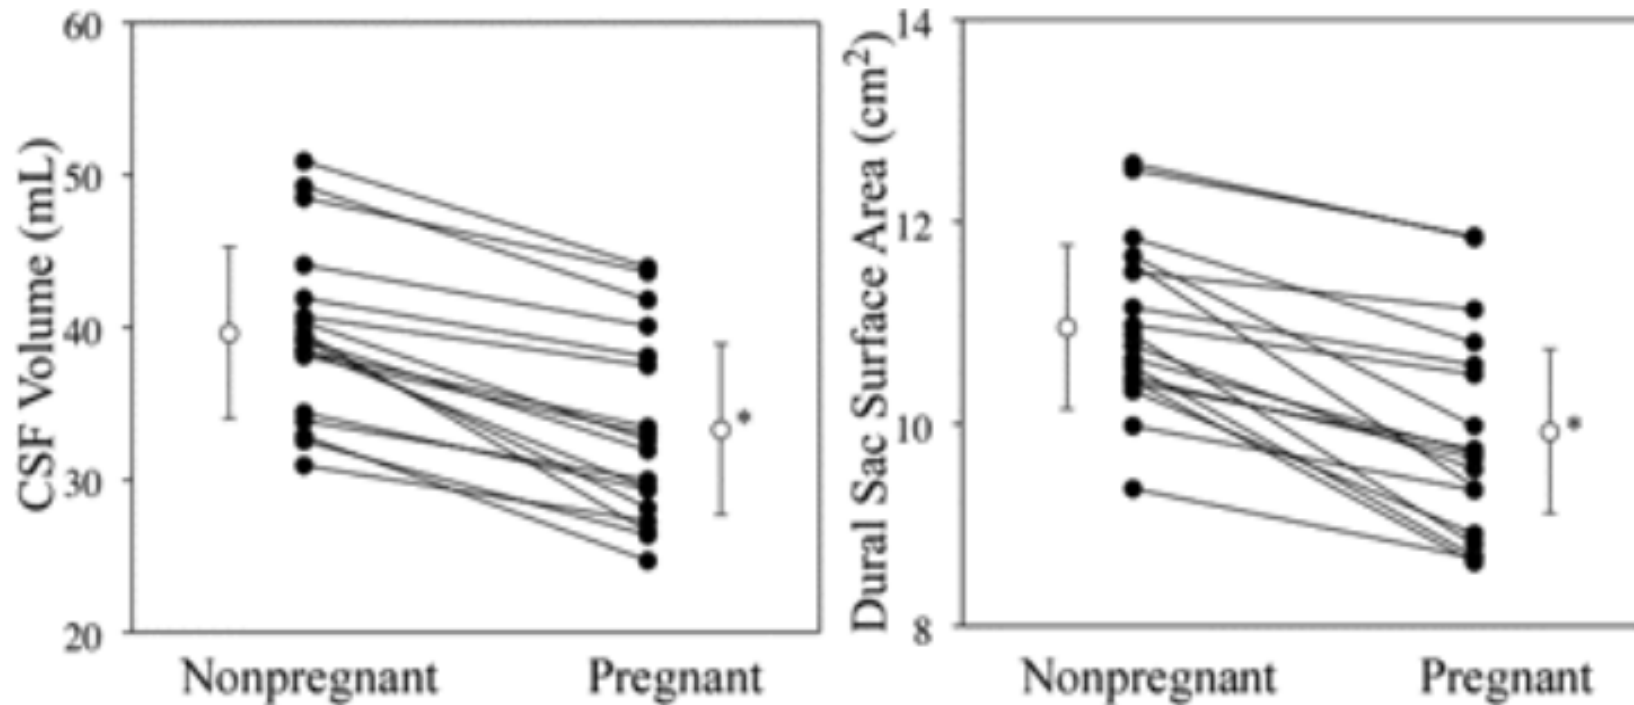 CSF Volume (mL)
60
50
40
30
20
*
Nonpregnant
Pregnant
Dural Sac Surface Area (cm²)
14
12
10
8
*
Nonpregnant
Pregnant